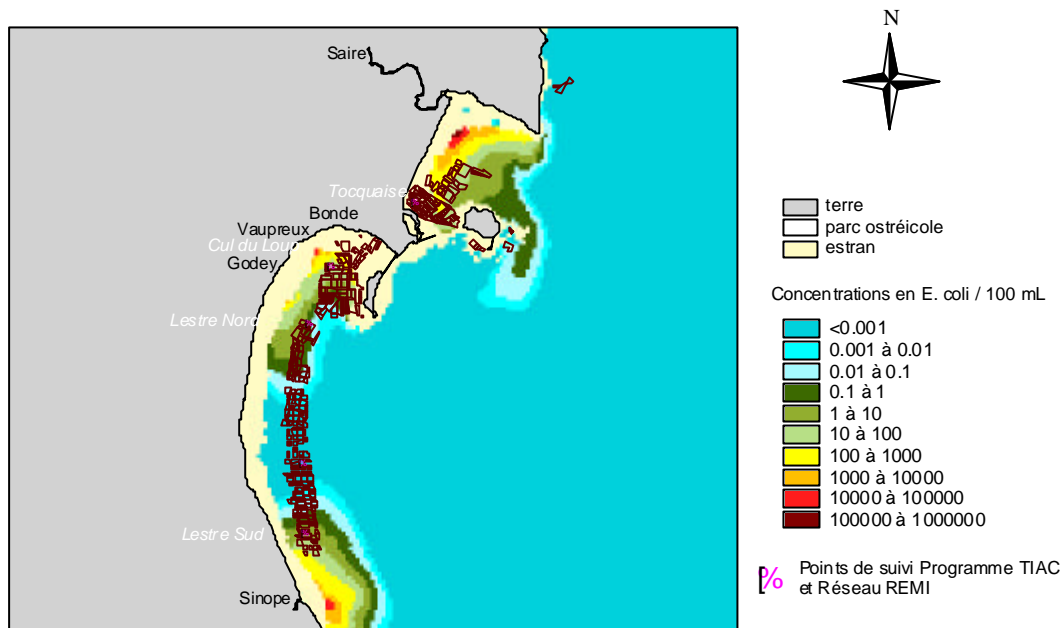 N
Saire
Tocquaise
Bonde
Vaupreux
Cul du Loup
Godey
Lestre Nord
Lestre Sud
Sinope
terre
parc ostréicole
estran
Concentrations en E. coli / 100 mL
<0.001
0.001 à 0.01
0.01 à 0.1
0.1 à 1
1 à 10
10 à 100
100 à 1000
1000 à 10000
10000 à 100000
100000 à 1000000
% Points de suivi Programme TIAC
et Réseau REMI